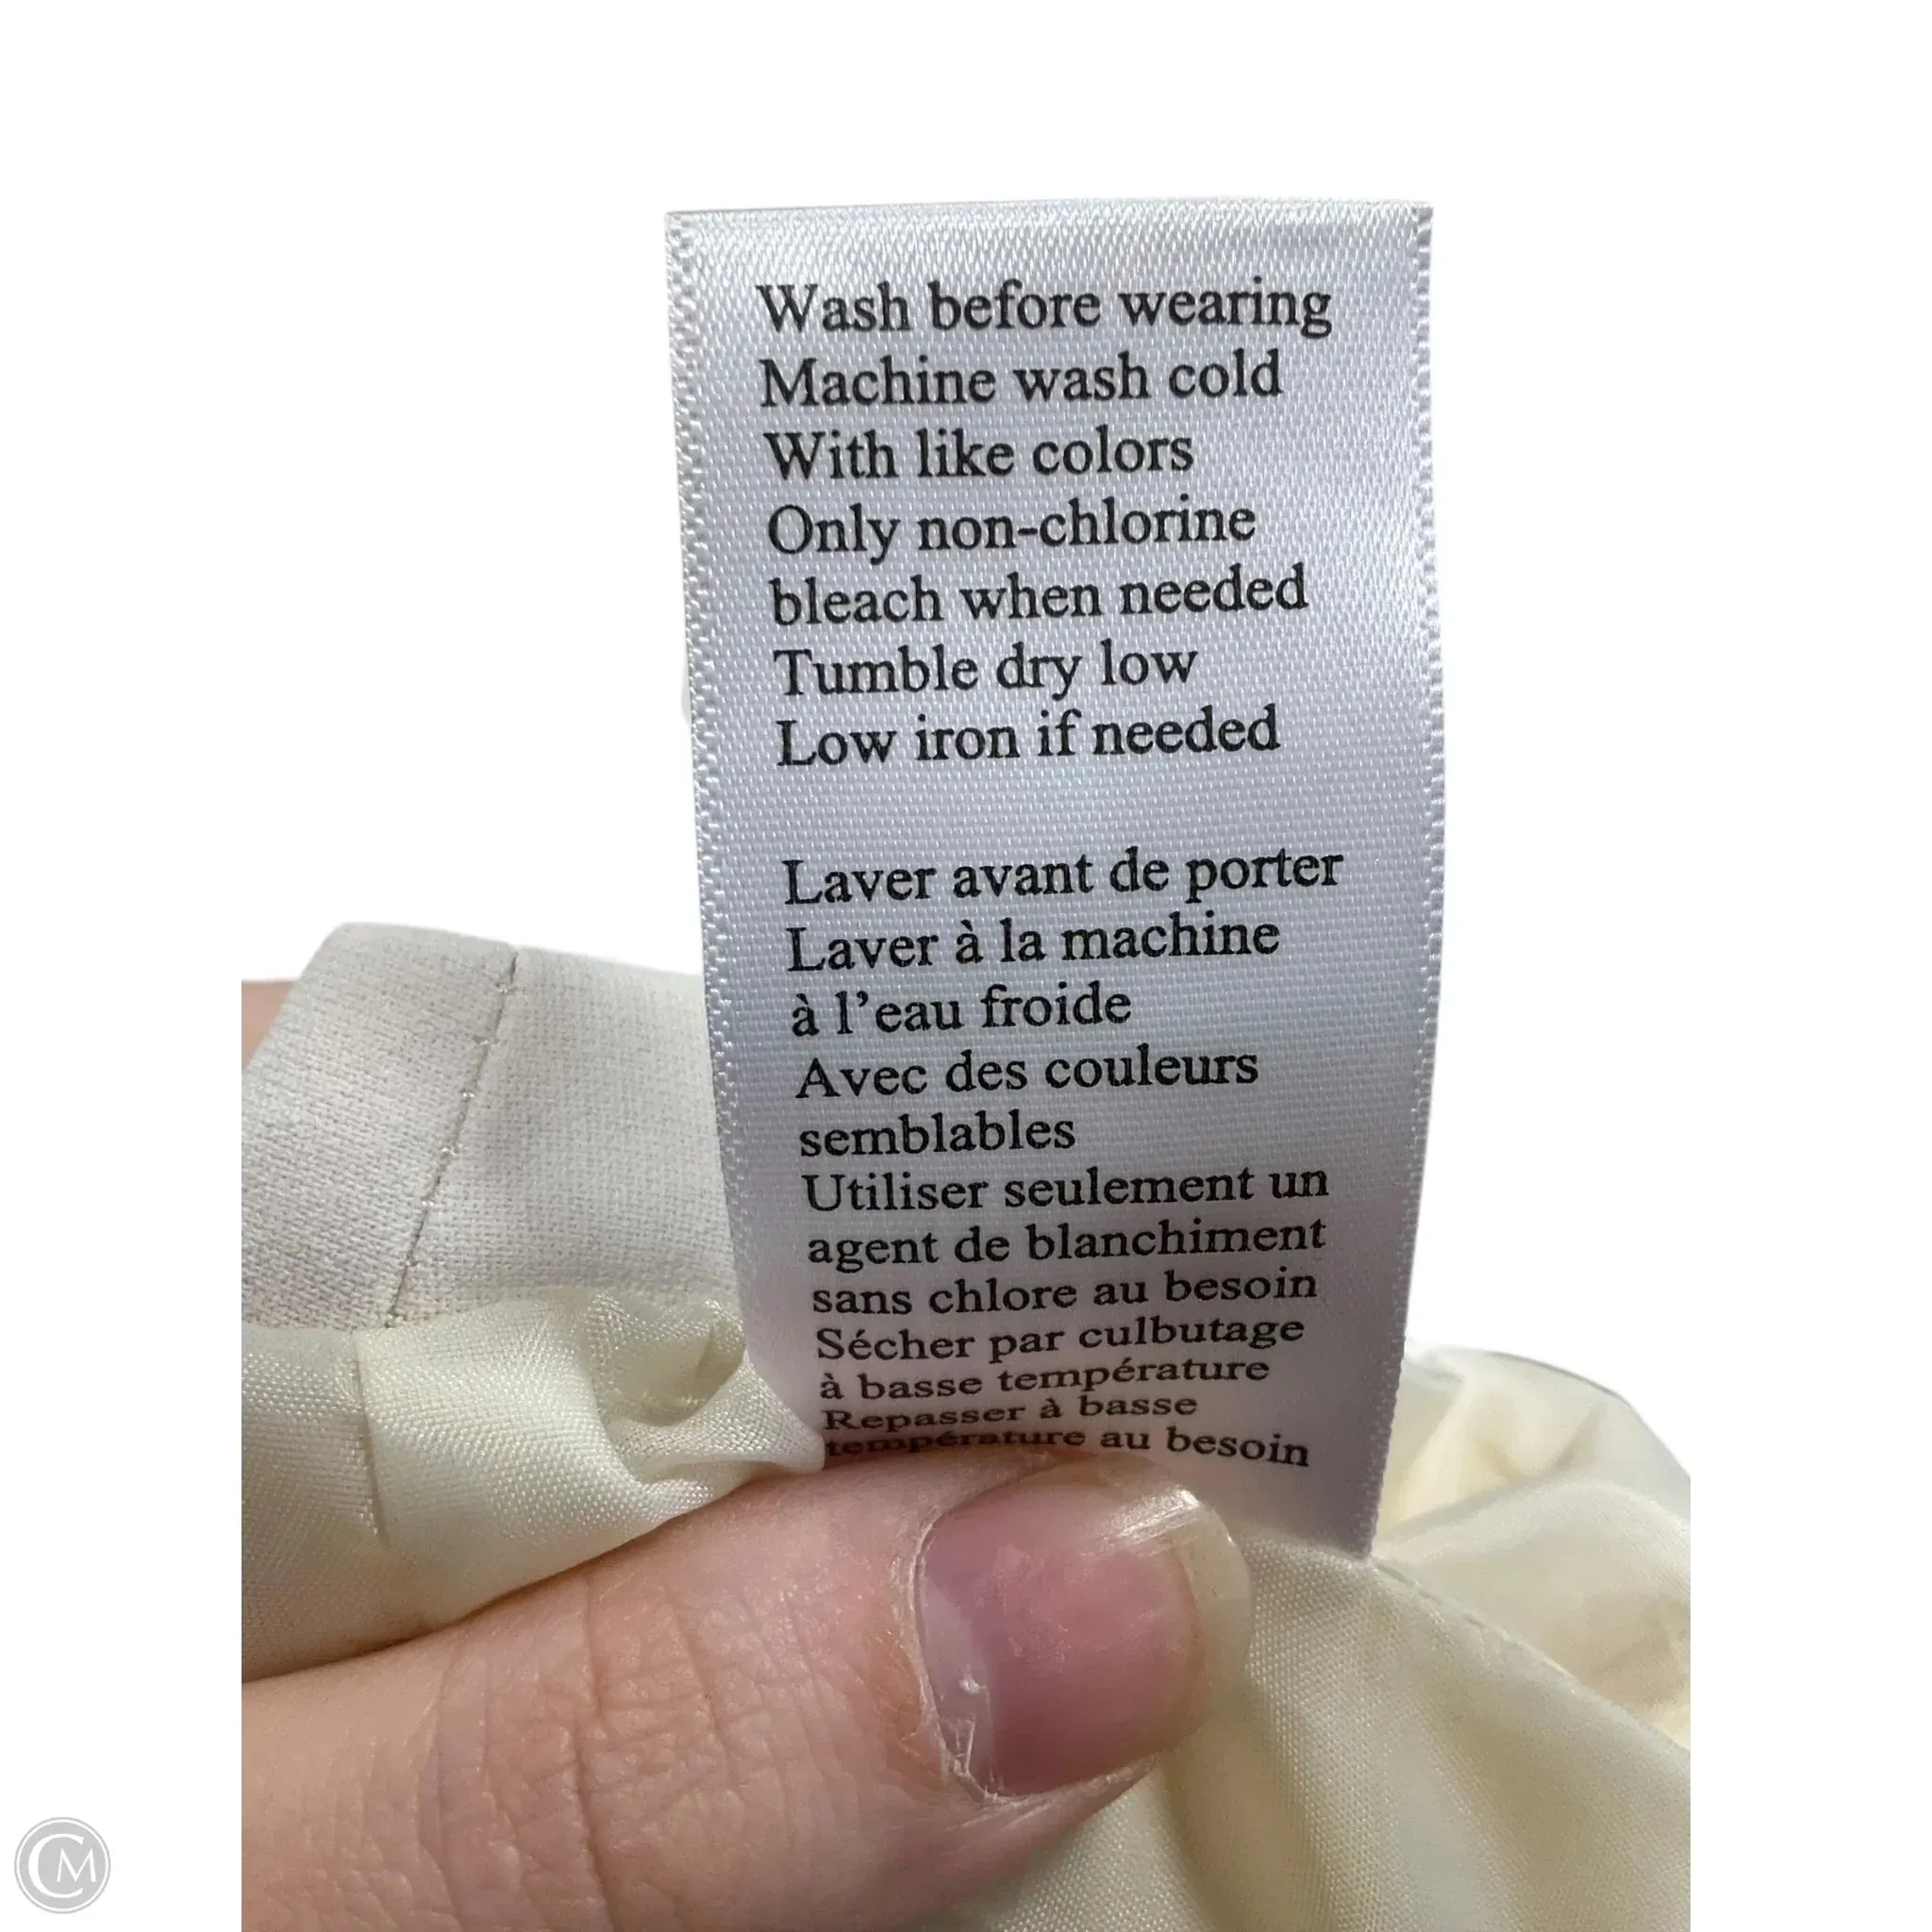 Wash before wearing
Machine wash cold
With like colors
Only non-chlorine
bleach when needed
Tumble dry low
Low iron if needed
Laver avant de porter
Laver à la machine
à l'eau froide
Avec des couleurs
semblables
Utiliser seulement un
agent de blanchiment
sans chlore au besoin
Sécher par culbutage
à basse température
Repasser à basse
température au besoin
CM